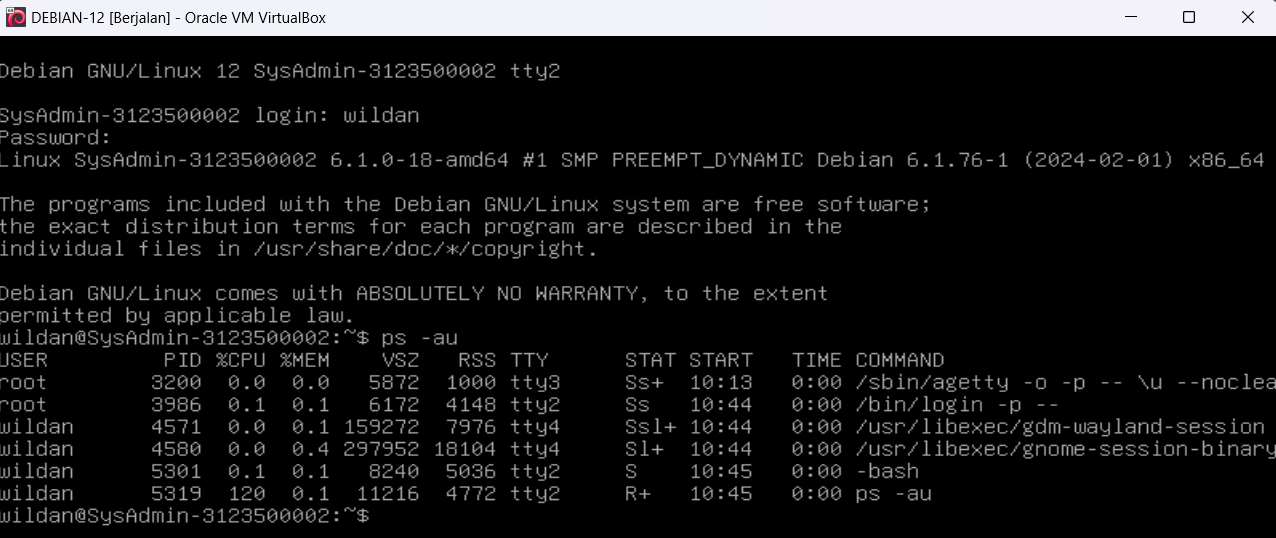 DEBIAN-12 [Berjalan] - Oracle VM VirtualBox
Debian GNU/Linux 12 SysAdmin-3123500002 tty2
SysAdmin-3123500002 login: wildan
Password:
Linux SysAdmin-3123500002 6.1.0-18-amd64 #1 SMP PREEMPT_DYNAMIC Debian 6.1.76-1 (2024-02-01) x86_64
The programs included with the Debian GNU/Linux system are free software;
the exact distribution terms for each program are described in the
individual files in /usr/share/doc/*/copyright.
Debian GNU/Linux comes with ABSOLUTELY NO WARRANTY, to the extent
permitted by applicable law.
wildan@SysAdmin-3123500002:~$ ps -au
USER PID %CPU %MEM VSZ RSS TTY STAT START TIME COMMAND
root 3200 0.0 0.0 5872 1000 tty3 Ss+ 10:13 0:00 /sbin/agetty -o -p -- \u --noclea
root 3986 0.1 0.1 6172 4148 tty2 Ss 10:44 0:00 /bin/login -p --
wildan 4571 0.0 0.1 159272 7976 tty4 Ssl+ 10:44 0:00 /usr/libexec/gdm-wayland-session
wildan 4580 0.0 0.4 297952 18104 tty4 Sl+ 10:44 0:00 /usr/libexec/gnome-session-binary
wildan 5301 0.1 0.1 8240 5036 tty2 S 10:45 0:00 -bash
wildan 5319 120 0.1 11216 4772 tty2 R+ 10:45 0:00 ps -au
wildan@SysAdmin-3123500002:~$